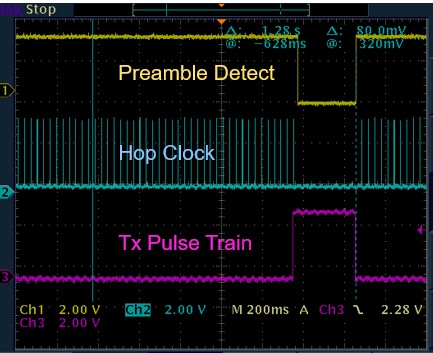 Stop
Δ: 1.28 s Δ: 80.0mV
@: −628ms @: 320mV
1
Preamble Detect
Hop Clock
2
Tx Pulse Train
3
Ch1 2.00 V Ch2 2.00 V M 200ms A Ch3 2.28 V
Ch3 2.00 V